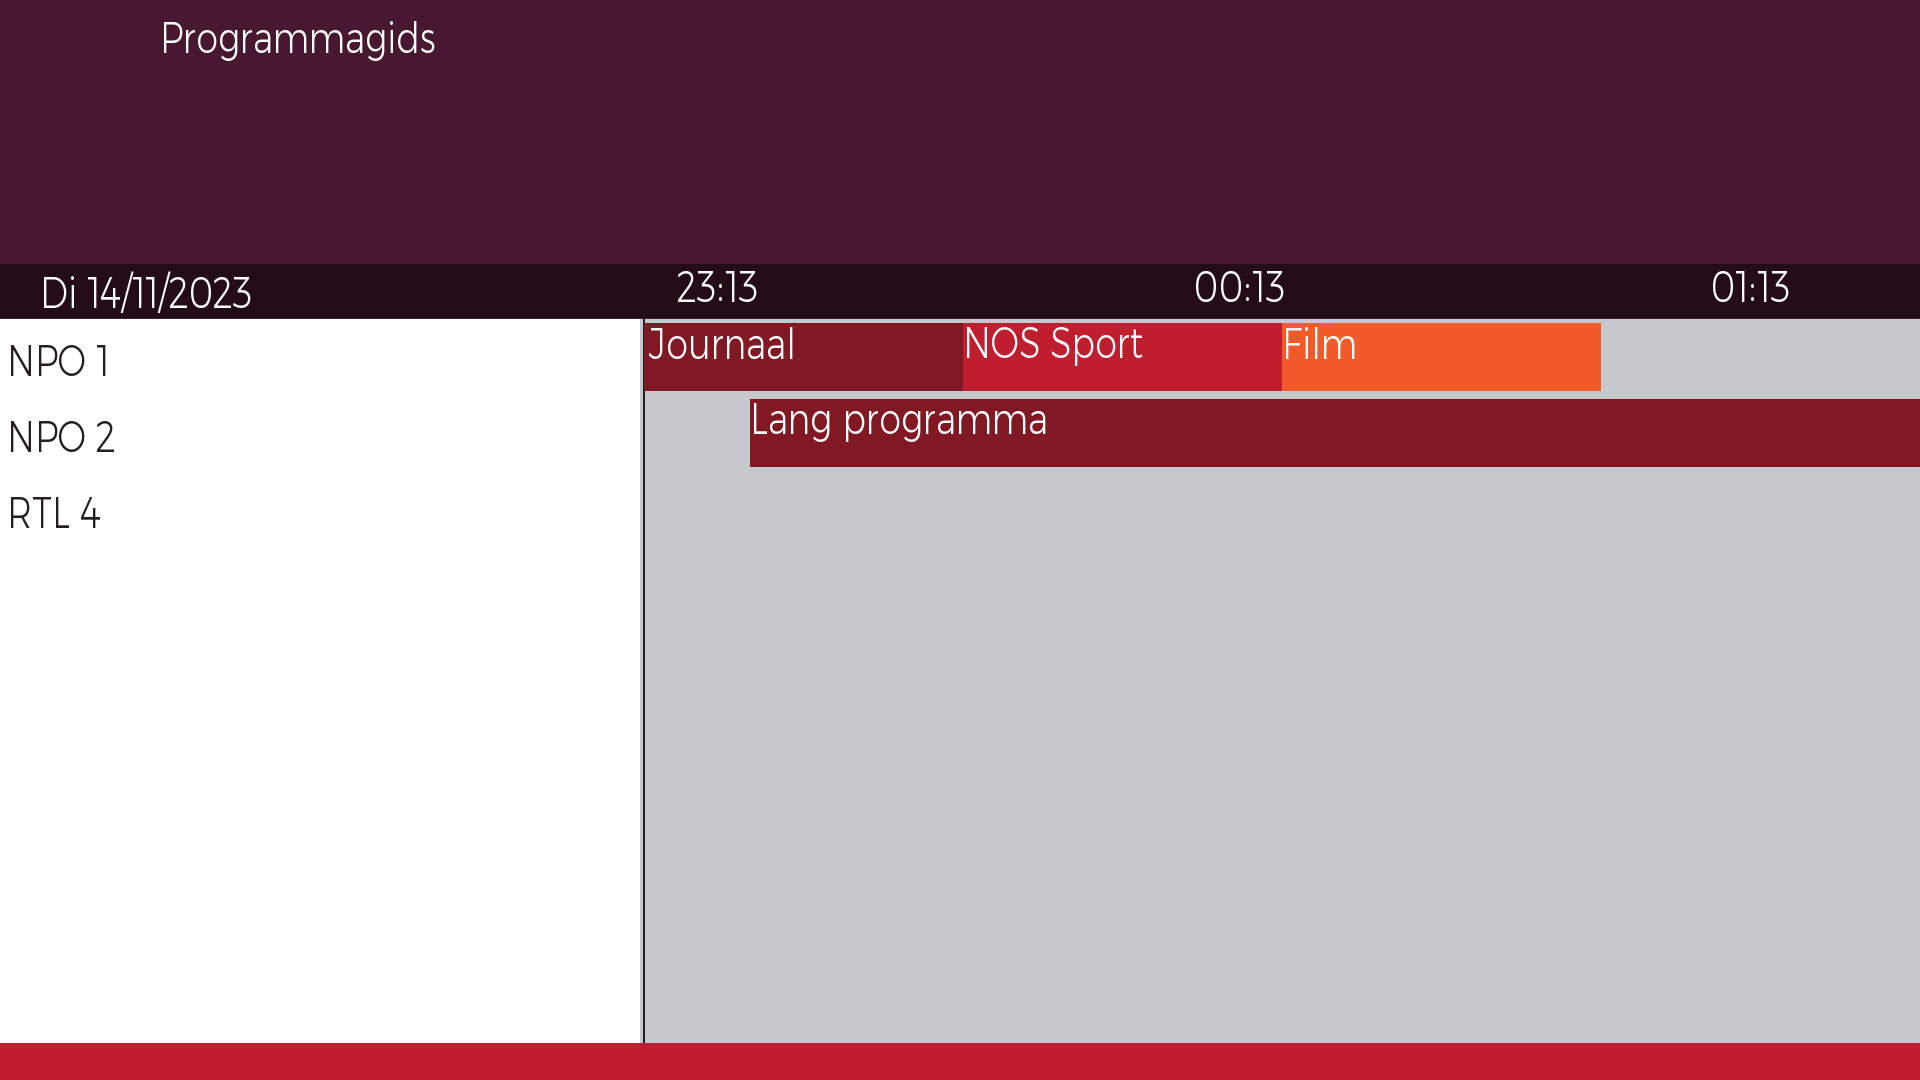 Programmagids
Di 14/11/2023 23:13 00:13 01:13
NPO 1 Journaal NOS Sport Film
NPO 2 Lang programma
RTL 4